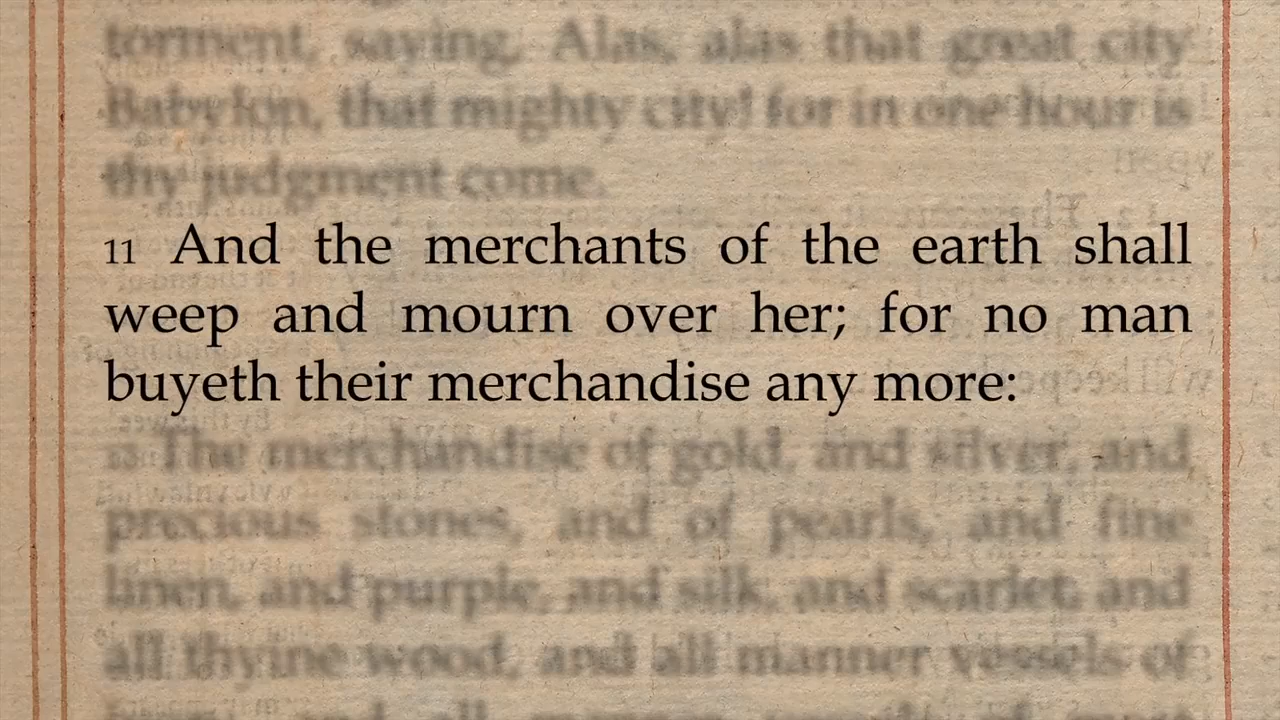 torment, saying, Alas, alas that great city
Babylon, that mighty city! for in one hour is
thy judgment come.
11 And the merchants of the earth shall
weep and mourn over her; for no man
buyeth their merchandise any more:
The merchandise of gold, and silver, and
precious stones, and of pearls, and fine
linen, and purple, and silk, and scarlet, and
all thyine wood, and all manner vessels of